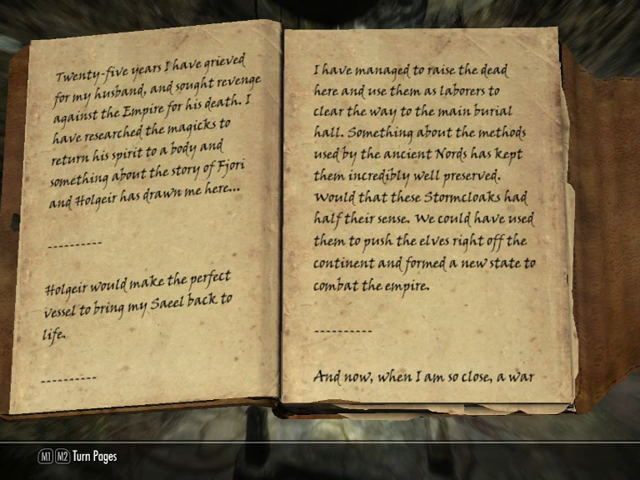 Twenty-five years I have grieved
for my husband, and sought revenge
against the Empire for his death. I
have researched the magicks to
return his spirit to a body and
something about the story of Fjori
and Holgeir has drawn me here...
----------
Holgeir would make the perfect
vessel to bring my Saeel back to
life.
----------
I have managed to raise the dead
here and use them as laborers to
clear the way to the main burial
hall. Something about the methods
used by the ancient Nords has kept
them incredibly well preserved.
Would that these Stormcloaks had
half their sense. We could have used
them to push the elves right off the
continent and formed a new state to
combat the empire.
----------
And now, when I am so close, a war
M1 M2 Turn Pages